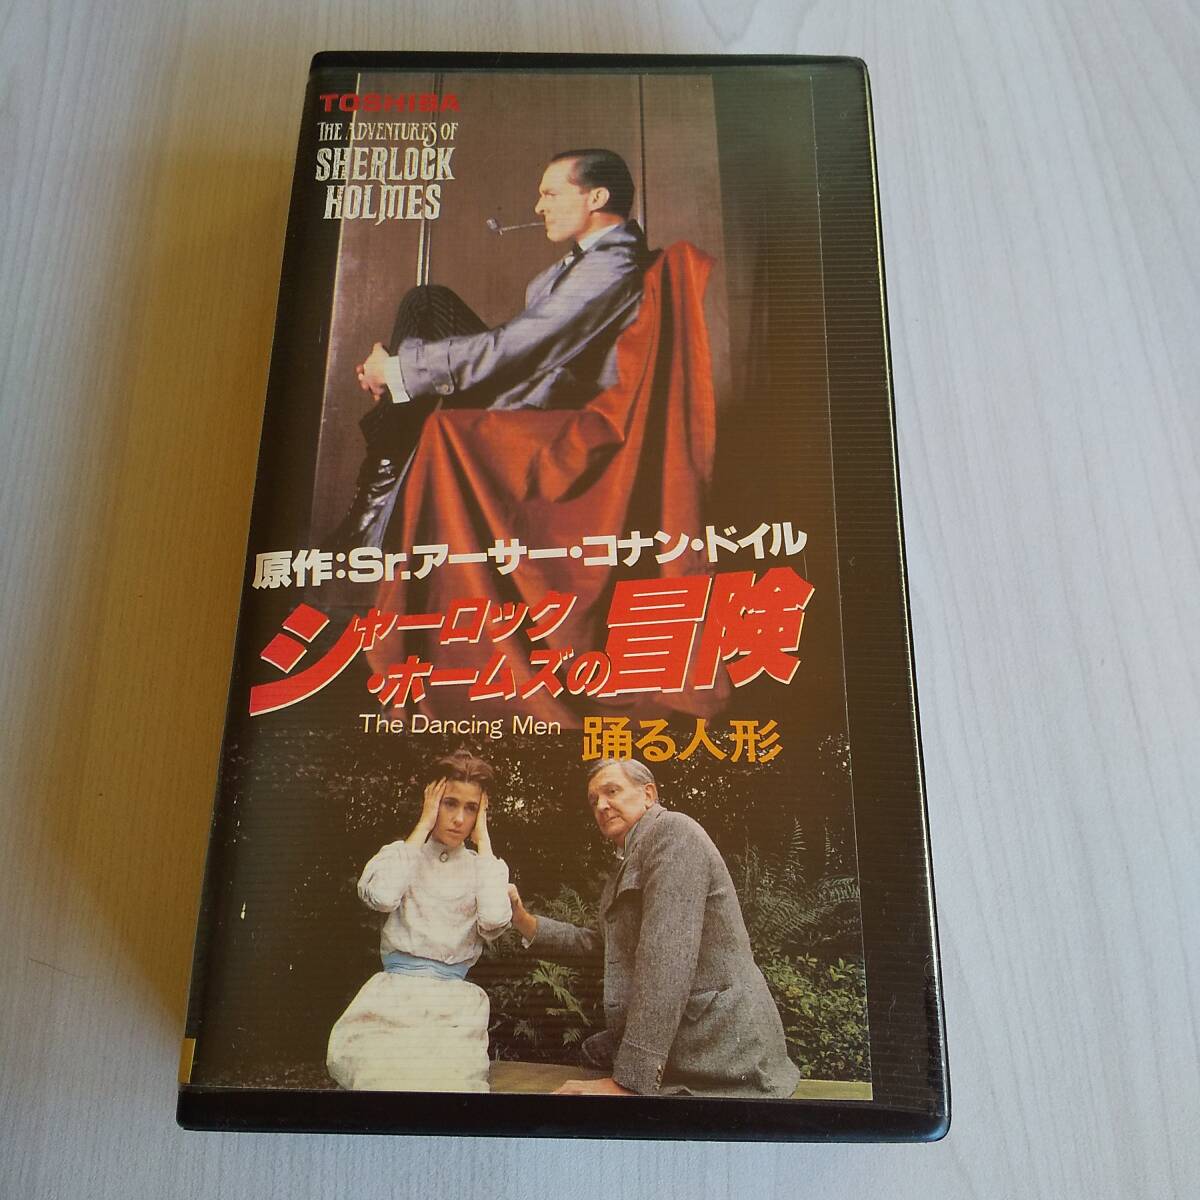 TOSHIBA
THE ADVENTURES OF
SHERLOCK
HOLMES
原作:Sr.アーサー・コナン・ドイル
シャーロック
・ホームズの冒険
The Dancing Men 踊る人形